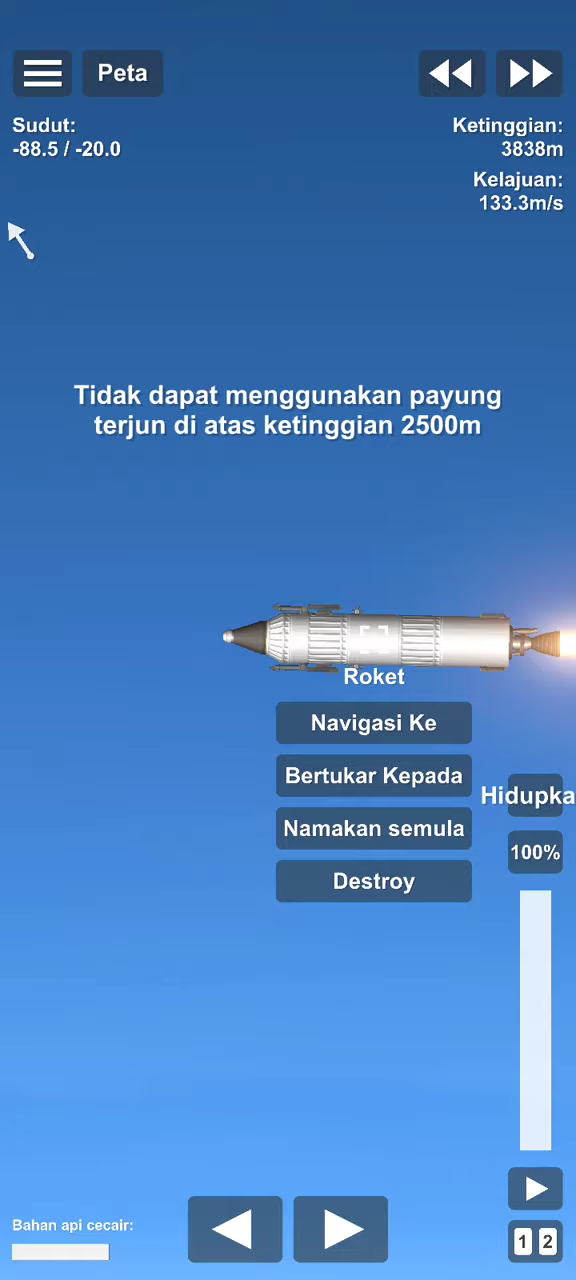 Peta
Sudut:
-88.5 / -20.0
Ketinggian:
3838m
Kelajuan:
133.3m/s
Tidak dapat menggunakan payung
terjun di atas ketinggian 2500m
Roket
Navigasi Ke
Bertukar Kepada
Namakan semula
Destroy
Hidupka
100%
Bahan api cecair:
1 2